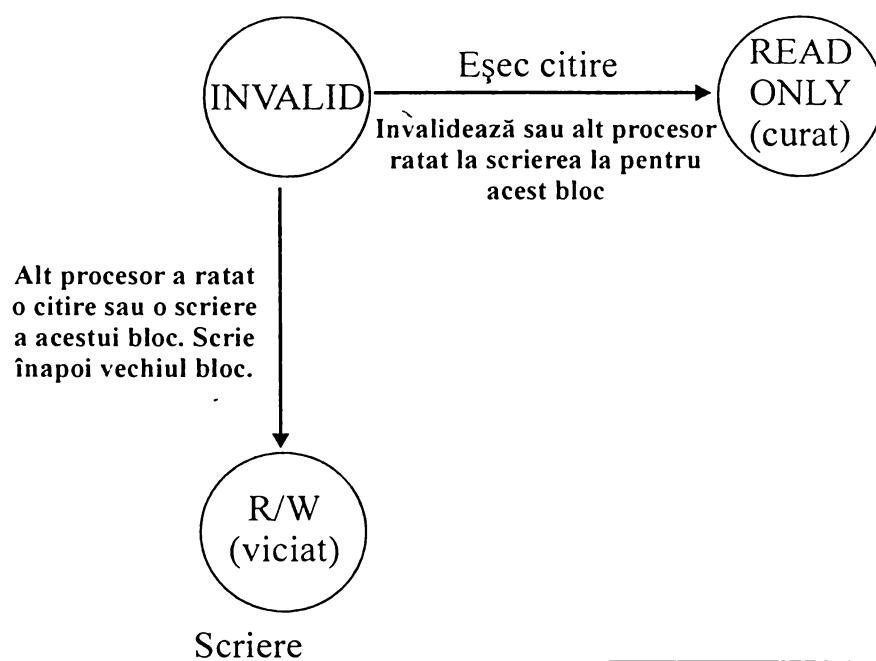 INVALID
Eşec citire
READ
ONLY
(curat)
Invalidează sau alt procesor
ratat la scrierea la pentru
acest bloc
Alt procesor a ratat
o citire sau o scriere
a acestui bloc. Scrie
înapoi vechiul bloc.
R/W
(viciat)
Scriere